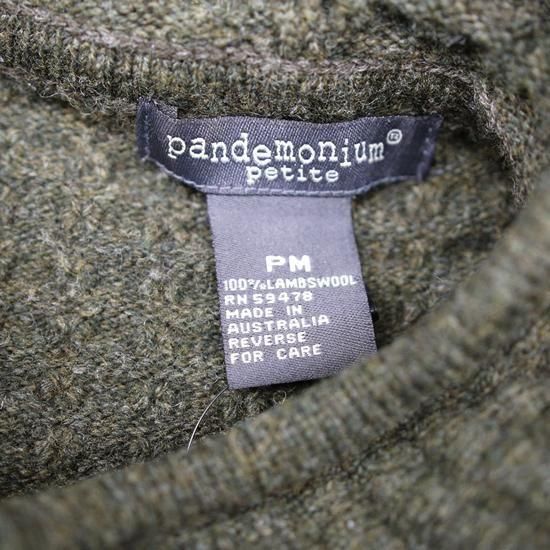 pandemonium®
petite
PM
100%LAMBSWOOL
RN 59478
MADE IN
AUSTRALIA
REVERSE
FOR CARE